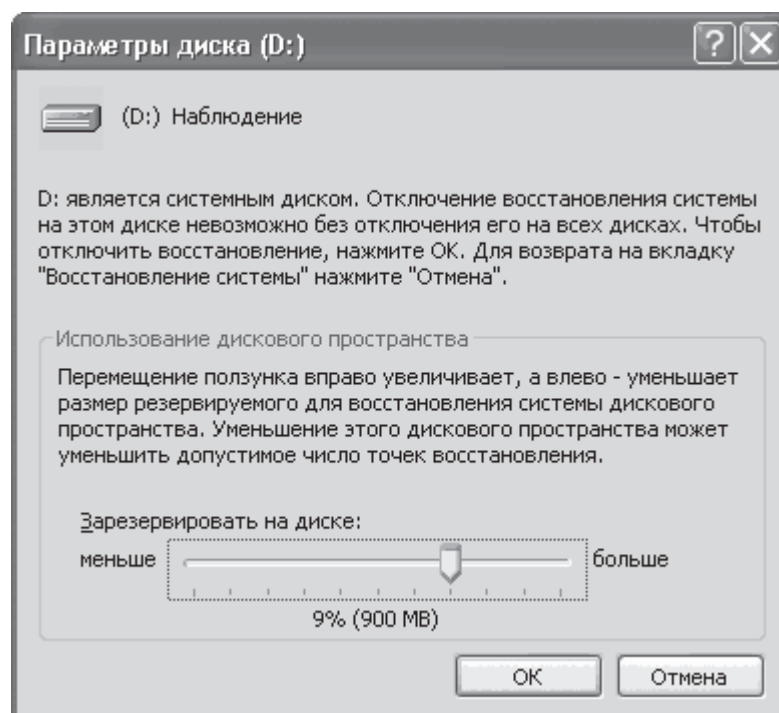 Параметры диска (D:)
(D:) Наблюдение
D: является системным диском. Отключение восстановления системы
на этом диске невозможно без отключения его на всех дисках. Чтобы
отключить восстановление, нажмите ОК. Для возврата на вкладку
"Восстановление системы" нажмите "Отмена".
Использование дискового пространства
Перемещение ползунка вправо увеличивает, а влево - уменьшает
размер резервируемого для восстановления системы дискового
пространства. Уменьшение этого дискового пространства может
уменьшить допустимое число точек восстановления.
Зарезервировать на диске:
меньше больше
9% (900 MB)
ОК Отмена